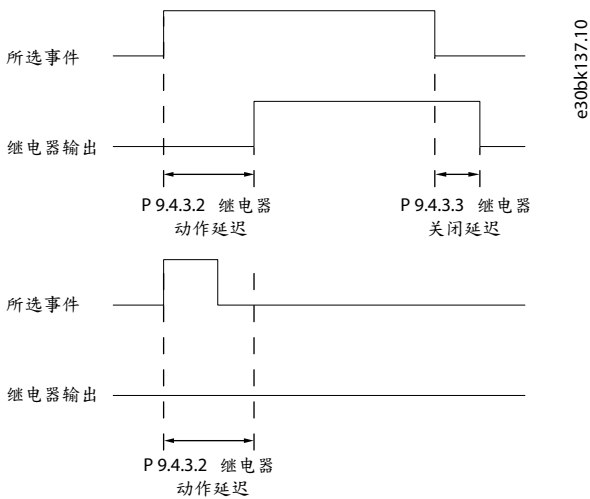 所选事件
e30bk137.10
继电器输出
P 9.4.3.2 继电器
动作延迟
P 9.4.3.3 继电器
关闭延迟
所选事件
继电器输出
P 9.4.3.2 继电器
动作延迟